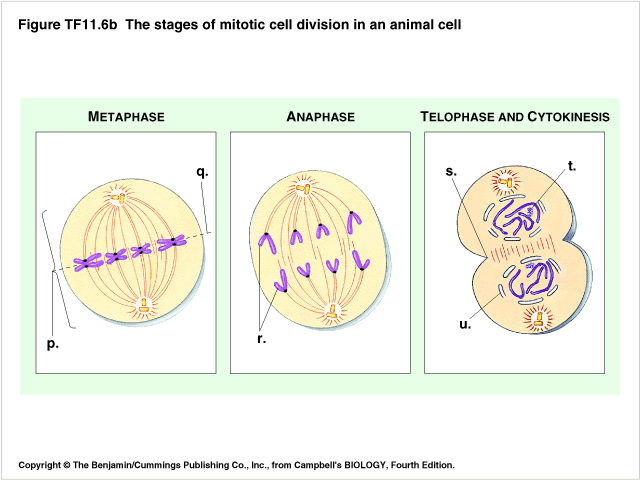 Figure TF11.6b The stages of mitotic cell division in an animal cell
METAPHASE
ANAPHASE
TELOPHASE AND CYTOKINESIS
q.
p.
r.
s.
t.
u.
Copyright © The Benjamin/Cummings Publishing Co., Inc., from Campbell's BIOLOGY, Fourth Edition.